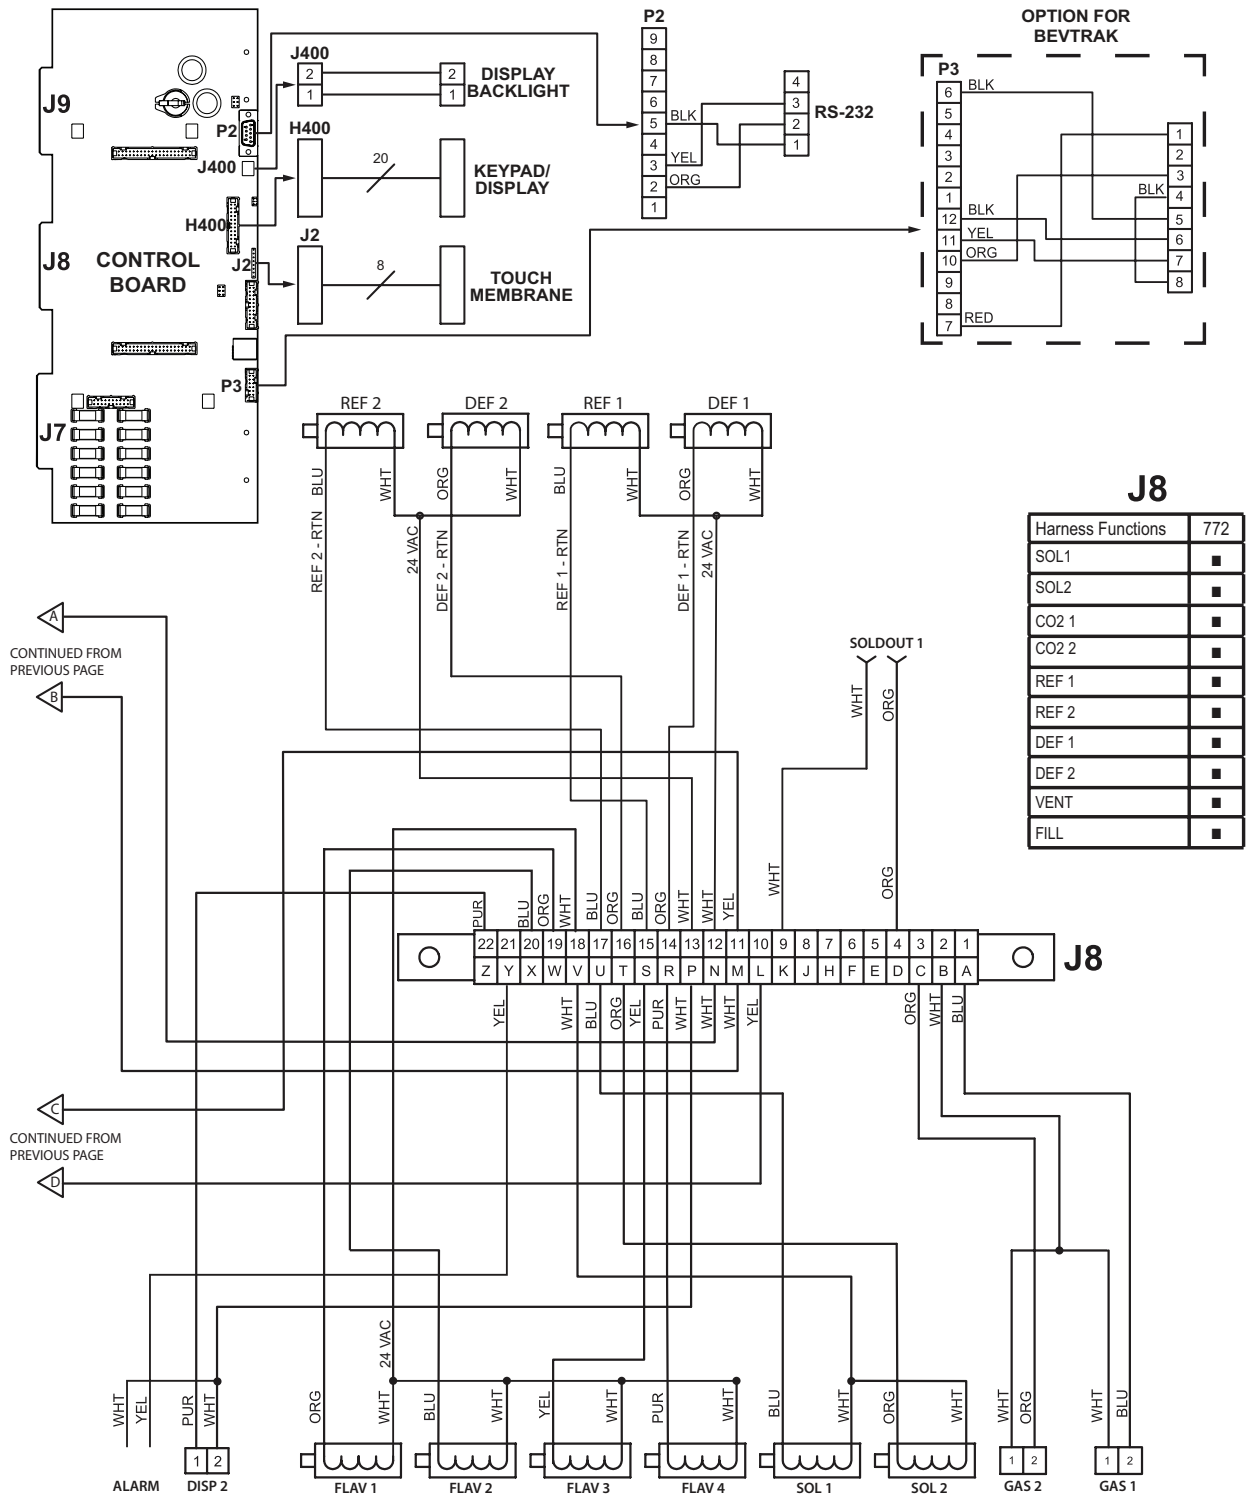 P2
OPTION FOR
BEVTRAK
J400
2
1
2
1
DISPLAY
BACKLIGHT
9
8
7
6
5
4
3
2
1
BLK
YEL
ORG
4
3
2
1
RS-232
P3
6
5
4
3
2
1
12
11
10
9
8
7
BLK
BLK
YEL
ORG
RED
BLK
1
2
3
4
5
6
7
8
J9
P2
J400
H400
20
KEYPAD/
DISPLAY
H400
J8
CONTROL
BOARD
J2
J2
8
TOUCH
MEMBRANE
P3
J7
REF 2
DEF 2
REF 1
DEF 1
BLU
WHT
ORG
WHT
BLU
WHT
ORG
WHT
REF 2 - RTN
24 VAC
DEF 2 - RTN
REF 1 - RTN
DEF 1 - RTN
24 VAC
J8
Harness Functions 772
SOL1 ■
SOL2 ■
CO2 1 ■
CO2 2 ■
REF 1 ■
REF 2 ■
DEF 1 ■
DEF 2 ■
VENT ■
FILL ■
A
CONTINUED FROM
PREVIOUS PAGE
B
SOLDOUT 1
WHT
ORG
PUR
BLU
ORG
WHT
BLU
ORG
BLU
ORG
WHT
WHT
YEL
WHT
ORG
22 21 20 19 18 17 16 15 14 13 12 11 10 9 8 7 6 5 4 3 2 1
Z Y X W V U T S R P N M L K J H F E D C B A
J8
YEL
WHT
BLU
ORG
YEL
PUR
WHT
WHT
WHT
YEL
ORG
WHT
BLU
C
CONTINUED FROM
PREVIOUS PAGE
D
24 VAC
WHT
YEL
PUR
WHT
ORG
WHT
BLU
WHT
YEL
WHT
PUR
WHT
BLU
WHT
ORG
WHT
WHT
ORG
WHT
BLU
1 2
1 2
1 2
ALARM
DISP 2
FLAV 1
FLAV 2
FLAV 3
FLAV 4
SOL 1
SOL 2
GAS 2
GAS 1